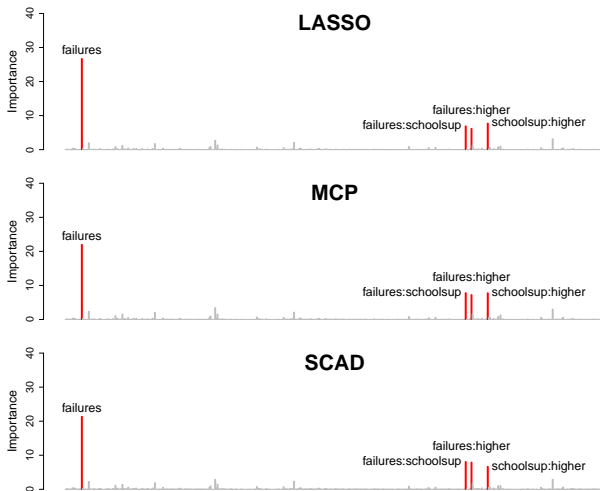 LASSO
Importance
0
10
20
30
40
failures
failures:higher
failures:schoolsup
schoolsup:higher
MCP
Importance
0
10
20
30
40
failures
failures:higher
failures:schoolsup
schoolsup:higher
SCAD
Importance
0
10
20
30
40
failures
failures:higher
failures:schoolsup
schoolsup:higher